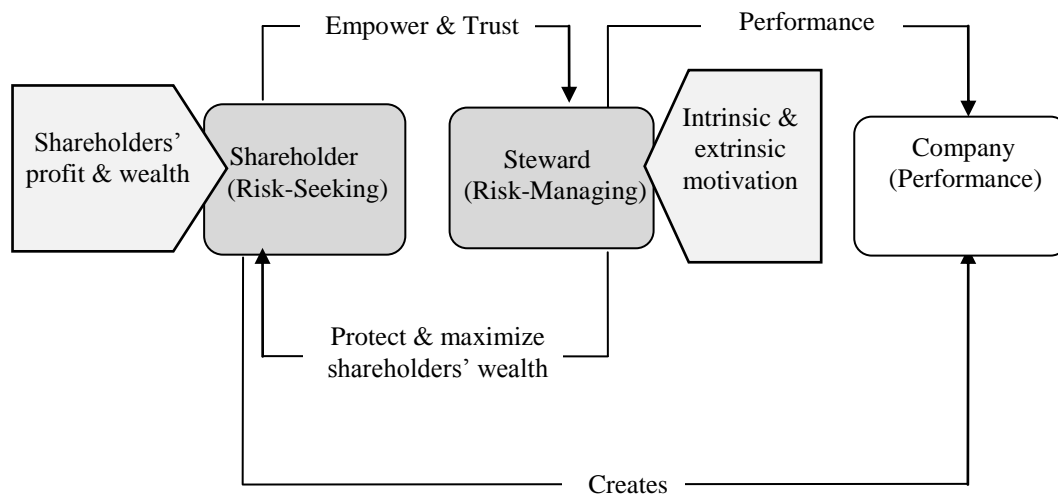 Empower & Trust
Performance
Shareholders’
profit & wealth
Shareholder
(Risk-Seeking)
Steward
(Risk-Managing)
Intrinsic &
extrinsic
motivation
Company
(Performance)
Protect & maximize
shareholders’ wealth
Creates